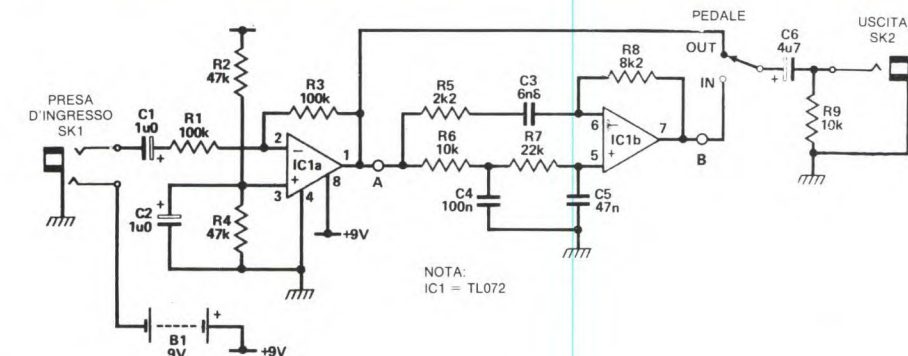 PEDALE
OUT
IN
C6
4u7
+
USCITA
SK2
R9
10k
PRESA
D'INGRESSO
SK1
C1
1u0
+
R1
100k
R2
47k
R3
100k
2
−
3
+
IC1a
1
8
4
A
+9V
C2
1u0
+
R4
47k
R5
2k2
C3
6n8
R6
10k
R7
22k
C4
100n
C5
47n
R8
8k2
6
−
5
+
IC1b
7
B
NOTA:
IC1 = TL072
B1
9V
+
+9V